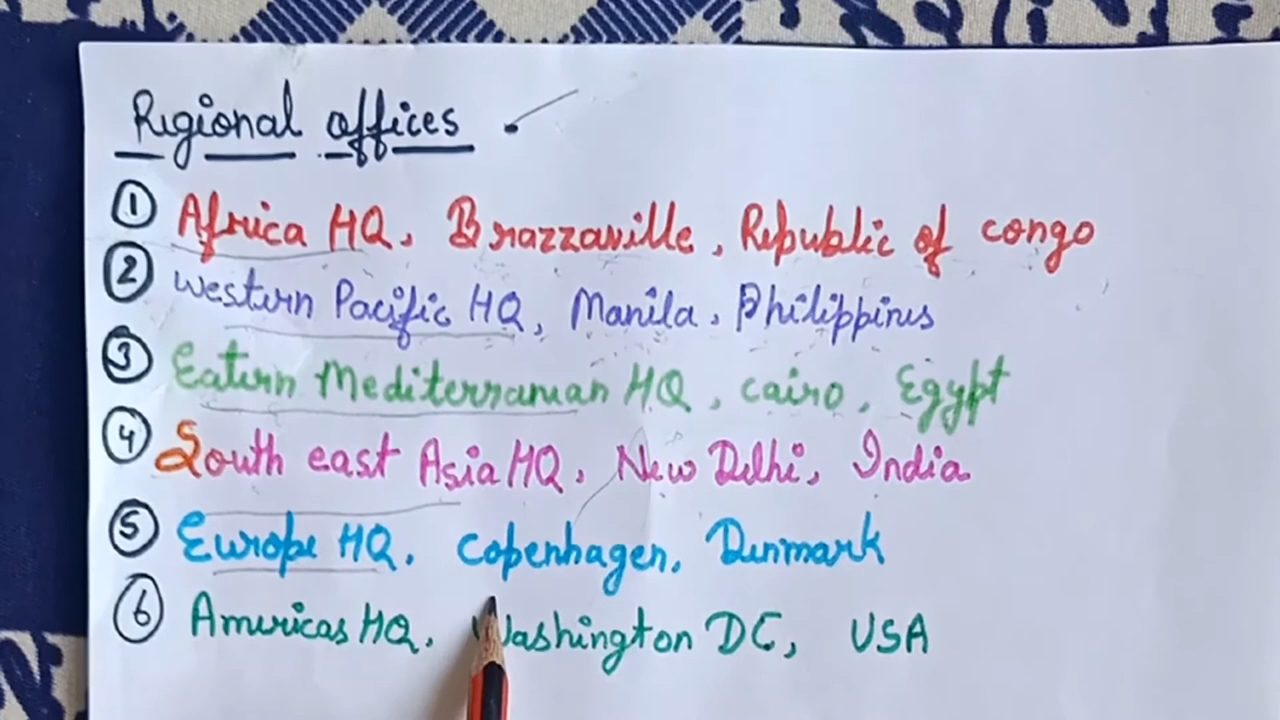 Regional offices
① Africa HQ, Brazzaville, Republic of congo
② Western Pacific HQ, Manila, Philippines
③ Eatern Mediterranean HQ, cairo, Egypt
④ South east Asia HQ, New Delhi, India
⑤ Europe HQ, Copenhagen, Denmark
⑥ Americas HQ, Washington DC, USA